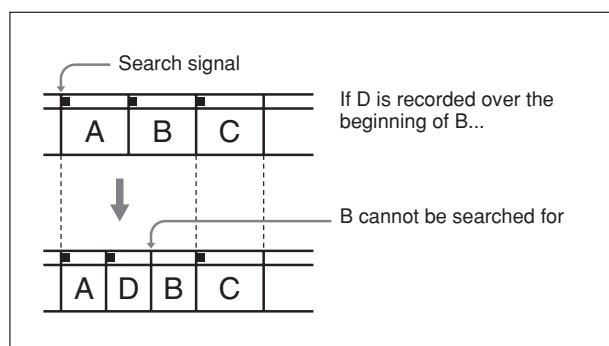 Search signal
If D is recorded over the
beginning of B...
A B C
B cannot be searched for
A D B C